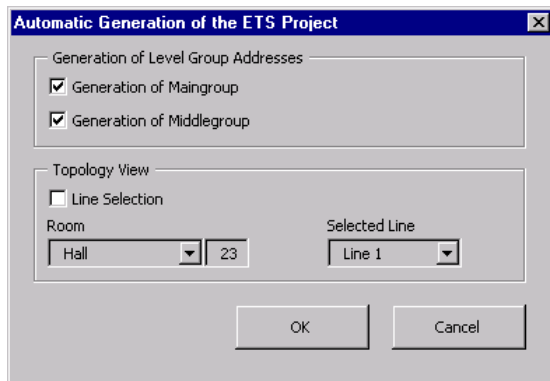 Automatic Generation of the ETS Project
Generation of Level Group Addresses
Generation of Maingroup
Generation of Middlegroup
Topology View
Line Selection
Room Selected Line
Hall 23 Line 1
OK Cancel